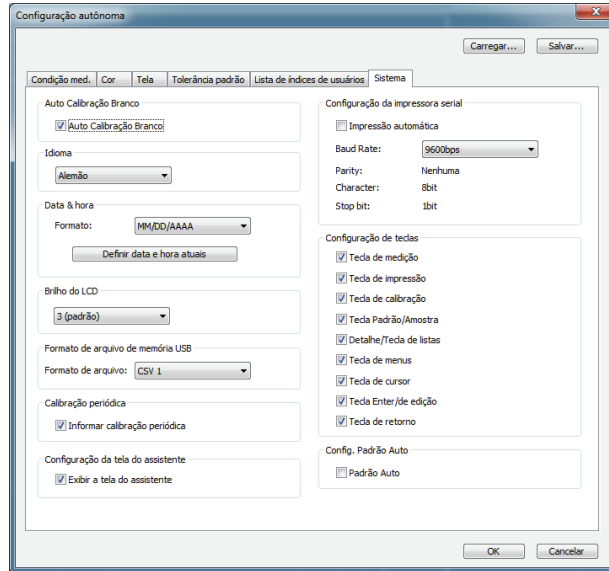 Configuração autônoma
Carregar... Salvar...
Condição med. Cor Tela Tolerância padrão Lista de índices de usuários Sistema
Auto Calibração Branco
Auto Calibração Branco
Idioma
Alemão
Data & hora
Formato: MM/DD/AAAA
Definir data e hora atuais
Brilho do LCD
3 (padrão)
Formato de arquivo de memória USB
Formato de arquivo: CSV 1
Calibração periódica
Informar calibração periódica
Configuração da tela do assistente
Exibir a tela do assistente
Configuração da impressora serial
Impressão automática
Baud Rate: 9600bps
Parity: Nenhuma
Character: 8bit
Stop bit: 1bit
Configuração de teclas
Tecla de medição
Tecla de impressão
Tecla de calibração
Tecla Padrão/Amostra
Detalhe/Tecla de listas
Tecla de menus
Tecla de cursor
Tecla Enter/de edição
Tecla de retorno
Config. Padrão Auto
Padrão Auto
OK Cancelar